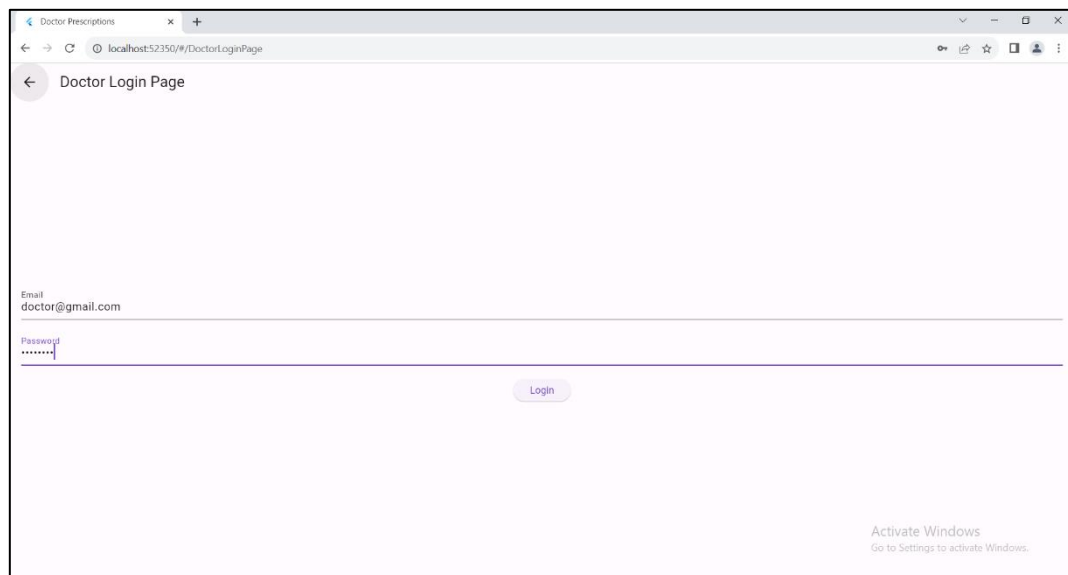 Doctor Prescriptions
localhost:52350/#/DoctorLoginPage
Doctor Login Page
Email
doctor@gmail.com
Password
••••••••
Login
Activate Windows
Go to Settings to activate Windows.